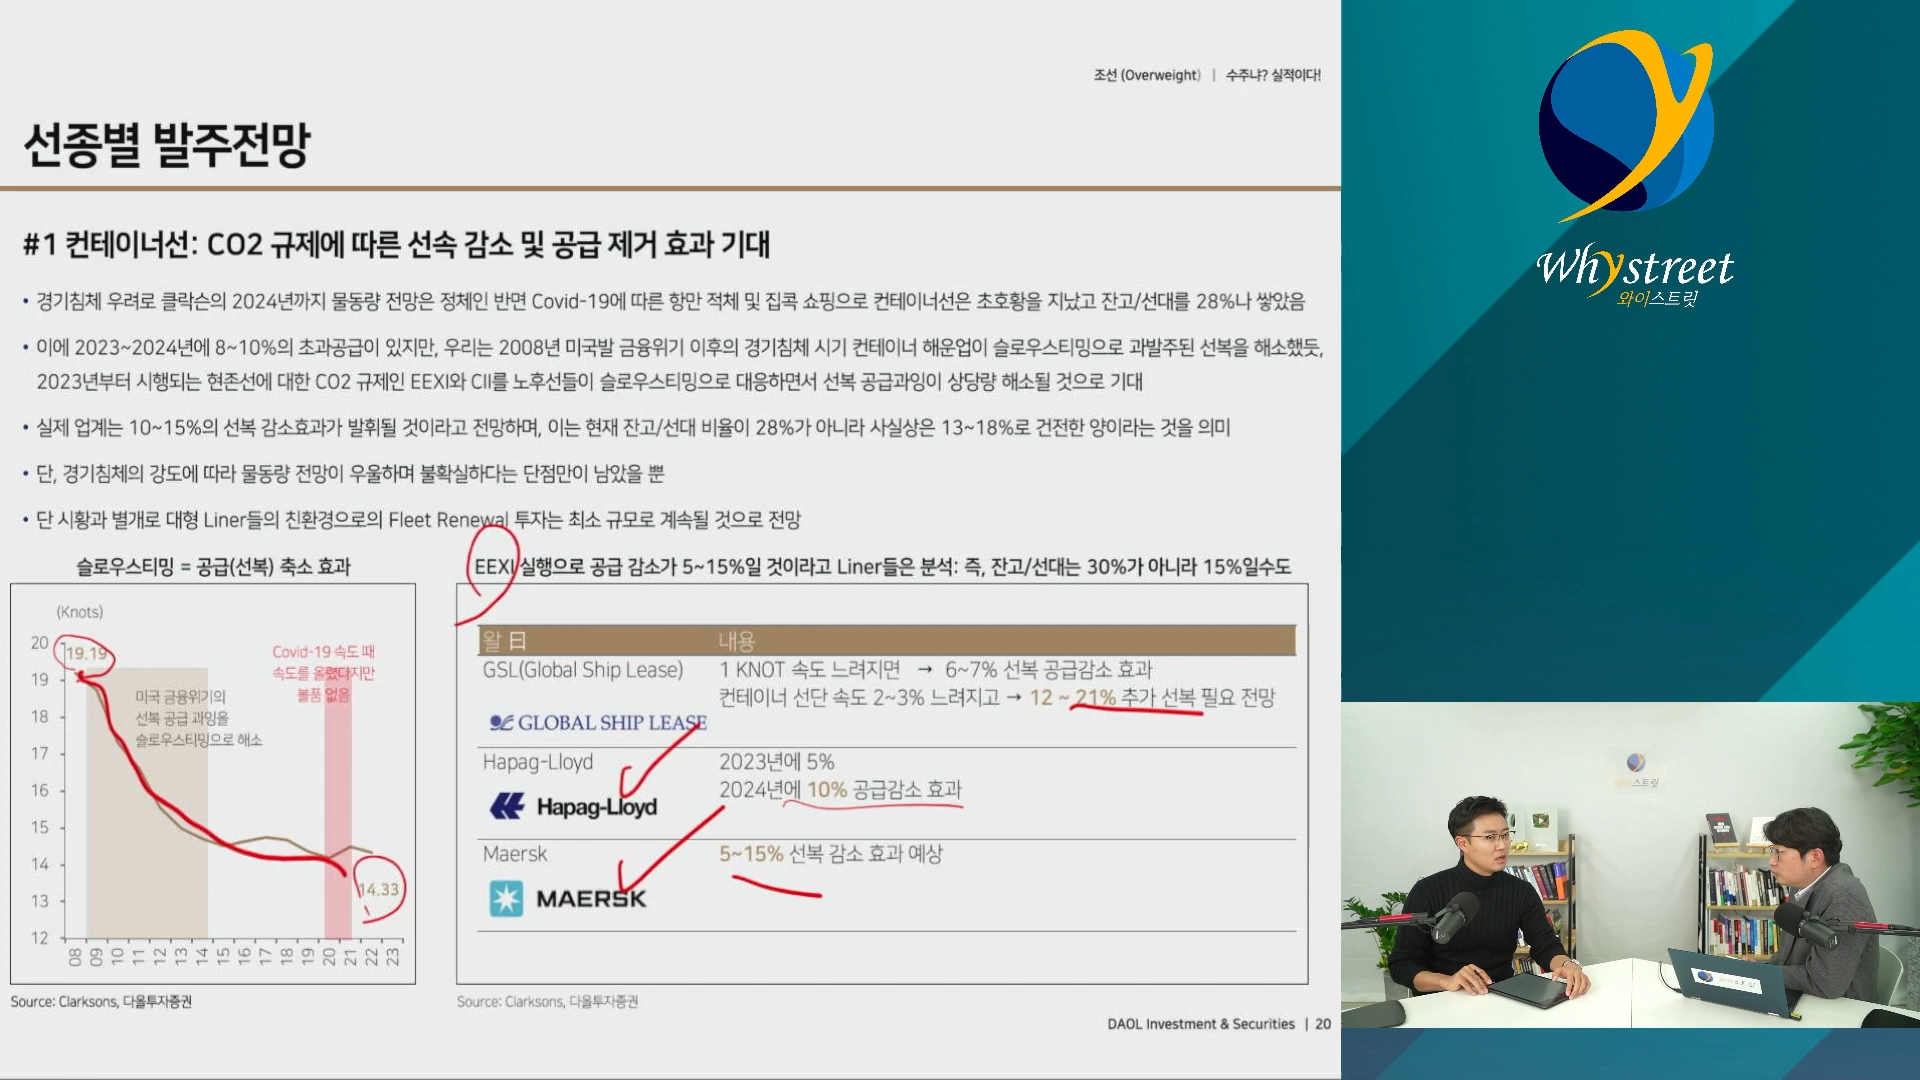 조선 (Overweight) | 수주냐? 실적이다!
선종별 발주전망
#1 컨테이너선: CO2 규제에 따른 선속 감소 및 공급 제거 효과 기대
• 경기침체 우려로 클락슨의 2024년까지 물동량 전망은 정체인 반면 Covid-19에 따른 항만 적체 및 집콕 쇼핑으로 컨테이너선은 초호황을 지났고 잔고/선대를 28%나 쌓았음
• 이에 2023~2024년에 8~10%의 초과공급이 있지만, 우리는 2008년 미국발 금융위기 이후의 경기침체 시기 컨테이너 해운업이 슬로우스티밍으로 과발주된 선복을 해소했듯,
2023년부터 시행되는 현존선에 대한 CO2 규제인 EEXI와 CII를 노후선들이 슬로우스티밍으로 대응하면서 선복 공급과잉이 상당량 해소될 것으로 기대
• 실제 업계는 10~15%의 선복 감소효과가 발휘될 것이라고 전망하며, 이는 현재 잔고/선대 비율이 28%가 아니라 사실상은 13~18%로 건전한 양이라는 것을 의미
• 단, 경기침체의 강도에 따라 물동량 전망이 우울하며 불확실하다는 단점만이 남았을 뿐
• 단 시황과 별개로 대형 Liner들의 친환경으로의 Fleet Renewal 투자는 최소 규모로 계속될 것으로 전망
슬로우스티밍 = 공급(선복) 축소 효과
(Knots)
20
19
18
17
16
15
14
13
12
19.19
미국 금융위기의
선복 공급 과잉을
슬로우스티밍으로 해소
Covid-19 속도 때
속도를 올렸다지만
볼품 없음
14.33
08 09 10 11 12 13 14 15 16 17 18 19 20 21 22 23
Source: Clarksons, 다올투자증권
EEXI 실행으로 공급 감소가 5~15%일 것이라고 Liner들은 분석: 즉, 잔고/선대는 30%가 아니라 15%일수도
왈 日 내용
GSL(Global Ship Lease) 1 KNOT 속도 느려지면 → 6~7% 선복 공급감소 효과
컨테이너 선단 속도 2~3% 느려지고 → 12 ~ 21% 추가 선복 필요 전망
GLOBAL SHIP LEASE
Hapag-Lloyd 2023년에 5%
2024년에 10% 공급감소 효과
Hapag-Lloyd
Maersk 5~15% 선복 감소 효과 예상
MAERSK
Source: Clarksons, 다올투자증권
DAOL Investment & Securities | 20
Whystreet
와이스트릿
와이스트릿